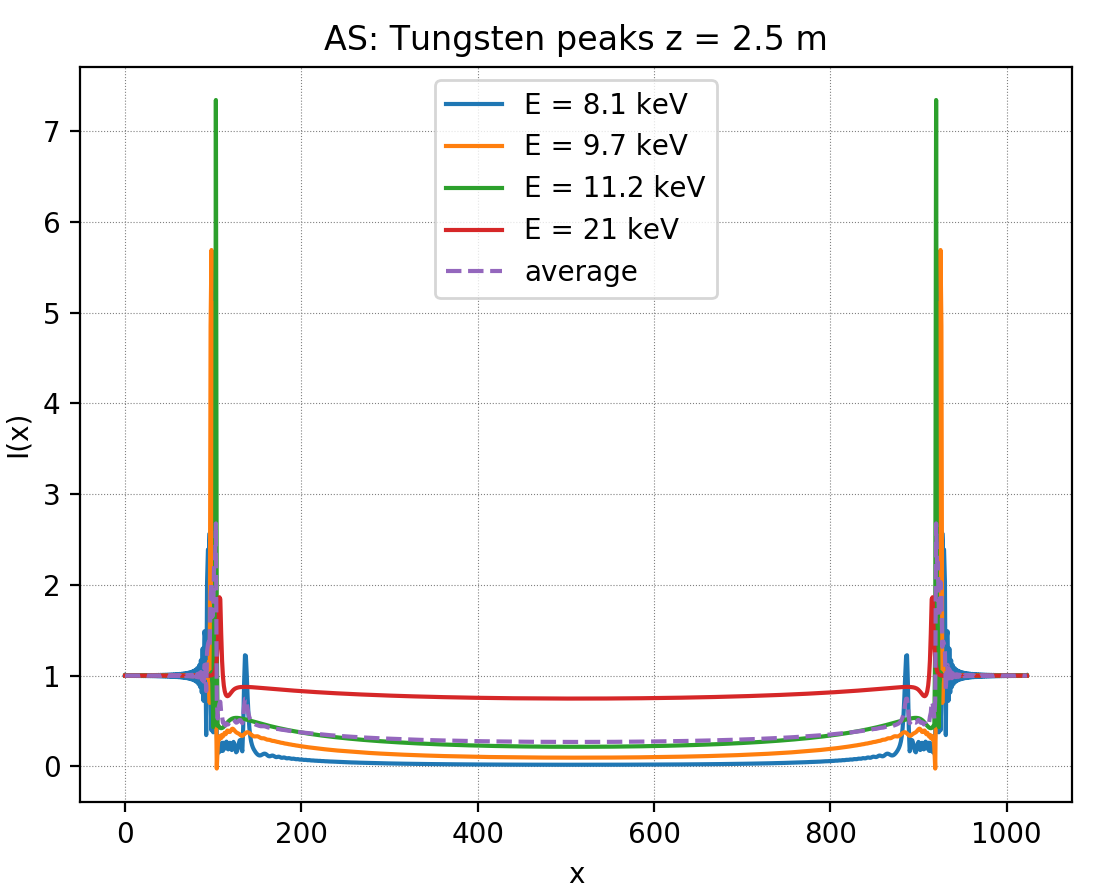 AS: Tungsten peaks z = 2.5 m
E = 8.1 keV
E = 9.7 keV
E = 11.2 keV
E = 21 keV
average
I(x)
7
6
5
4
3
2
1
0
0 200 400 600 800 1000
x